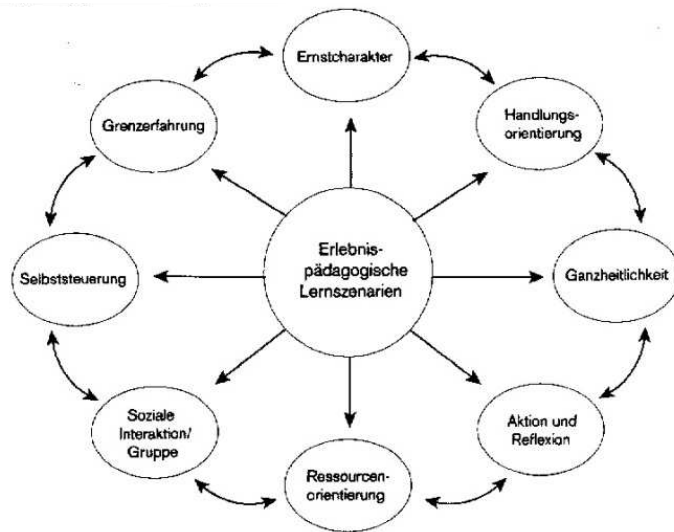 Ernstcharakter
Handlungs-
orientierung
Ganzheitlichkeit
Aktion und
Reflexion
Ressourcen-
orientierung
Soziale
Interaktion/
Gruppe
Selbststeuerung
Grenzerfahrung
Erlebnis-
pädagogische
Lernszenarien